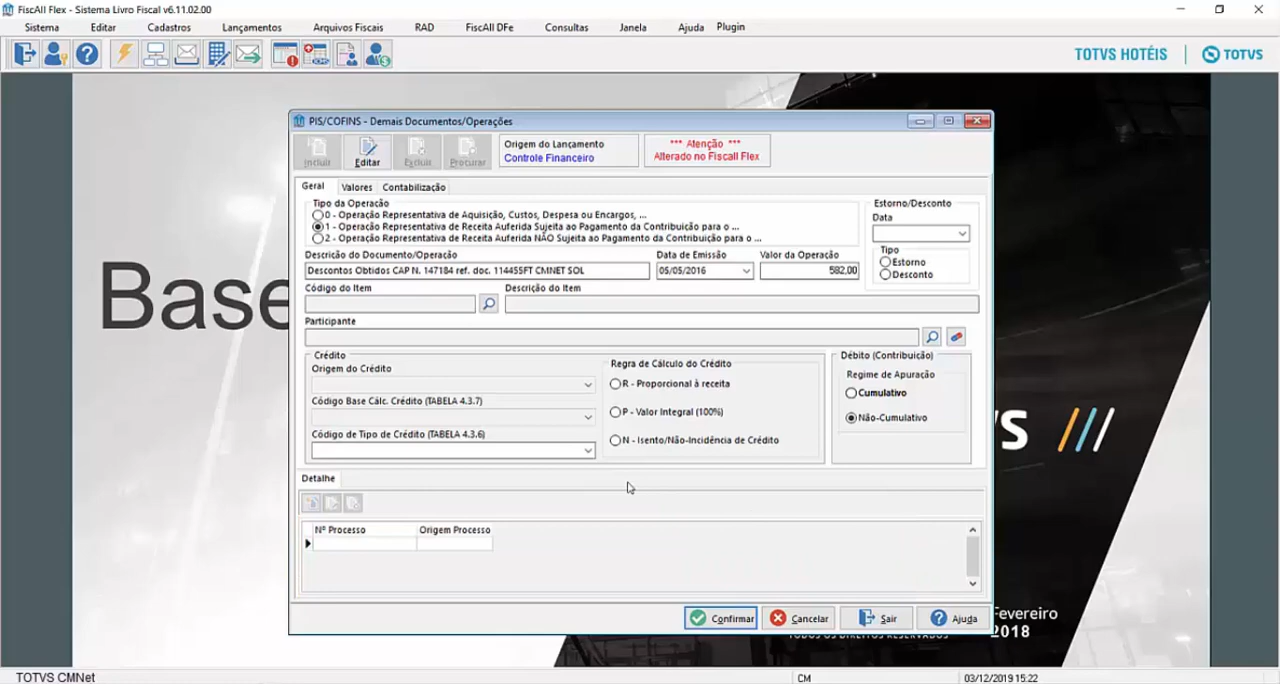 FiscAll Flex - Sistema Livro Fiscal v6.11.02.00
Sistema Editar Cadastros Lançamentos Arquivos Fiscais RAD FiscAll DFe Consultas Janela Ajuda Plugin
TOTVS HOTÉIS TOTVS
Base
PIS/COFINS - Demais Documentos/Operações
Incluir Editar Excluir Procurar
Origem do Lançamento
Controle Financeiro
*** Atenção ***
Alterado no Fiscall Flex
Geral Valores Contabilização
Tipo da Operação
0 - Operação Representativa de Aquisição, Custos, Despesa ou Encargos, ...
1 - Operação Representativa de Receita Auferida Sujeita ao Pagamento da Contribuição para o ...
2 - Operação Representativa de Receita Auferida NÃO Sujeita ao Pagamento da Contribuição para o ...
Estorno/Desconto
Data
Tipo
Estorno
Desconto
Descrição do Documento/Operação Data de Emissão Valor da Operação
Descontos Obtidos CAP N. 147184 ref. doc. 114455FT CMNET SOL 05/05/2016 582,00
Código do Item Descrição do Item
Participante
Crédito
Origem do Crédito
Código Base Cálc. Crédito (TABELA 4.3.7)
Código de Tipo de Crédito (TABELA 4.3.6)
Regra de Cálculo do Crédito
R - Proporcional à receita
P - Valor Integral (100%)
N - Isento/Não-Incidência de Crédito
Débito (Contribuição)
Regime de Apuração
Cumulativo
Não-Cumulativo
VS
Detalhe
Nº Processo Origem Processo
Confirmar Cancelar Sair Ajuda
Fevereiro
2018
TODOS OS DIREITOS RESERVADOS
TOTVS CMNet CM 03/12/2019 15:22